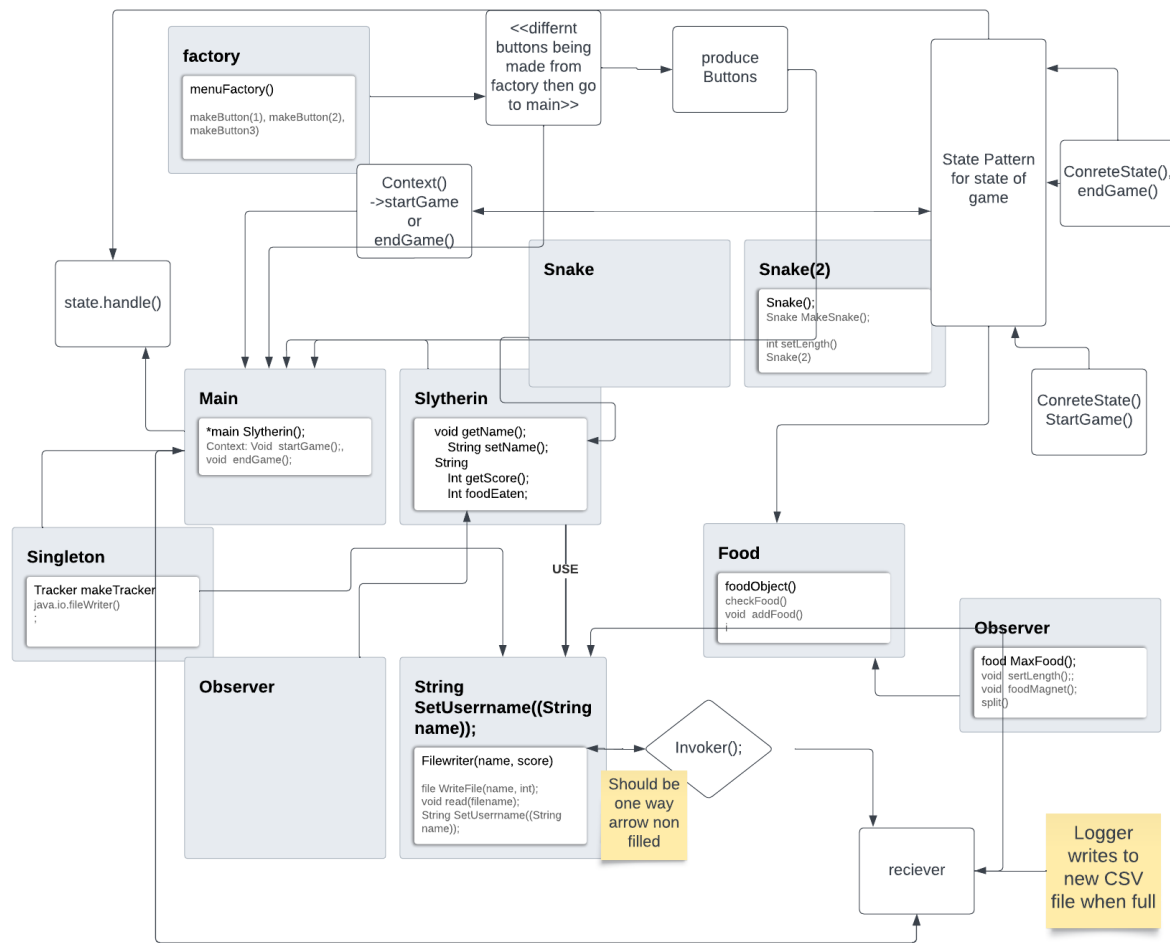 factory
menuFactory()
makeButton(1), makeButton(2),
makeButton3)
<<differnt
buttons being
made from
factory then go
to main>>
produce
Buttons
State Pattern
for state of
game
ConreteState(),
endGame()
Context()
->startGame
or
endGame()
state.handle()
Snake
Snake(2)
Snake();
Snake MakeSnake();
int setLength()
Snake(2)
ConreteState()
StartGame()
Main
*main Slytherin();
Context: Void  startGame();,
void  endGame();
Slytherin
void getName();
String setName();
String
Int getScore();
Int foodEaten;
Singleton
Tracker makeTracker
java.io.fileWriter()
;
USE
Food
foodObject()
checkFood()
void  addFood()
Observer
food MaxFood();
void  sertLength();;
void  foodMagnet();
split()
Observer
String
SetUserrname((String
name));
Filewriter(name, score)
file WriteFile(name, int);
void read(filename);
String SetUserrname((String
name));
Invoker();
Should be
one way
arrow non
filled
reciever
Logger
writes to
new CSV
file when full